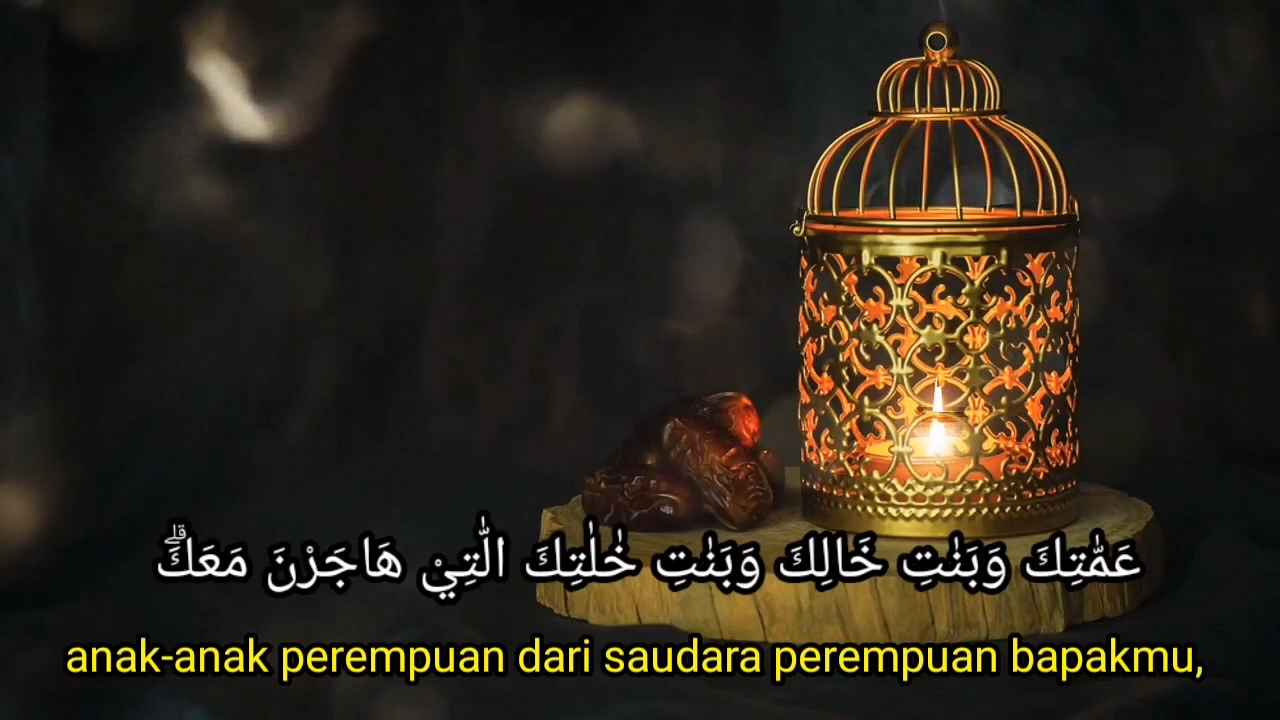 عَمّٰتِكَ وَبَنٰتِ خَالِكَ وَبَنٰتِ خٰلٰتِكَ الّٰتِيْ هَاجَرْنَ مَعَكَۗ
anak-anak perempuan dari saudara perempuan bapakmu,